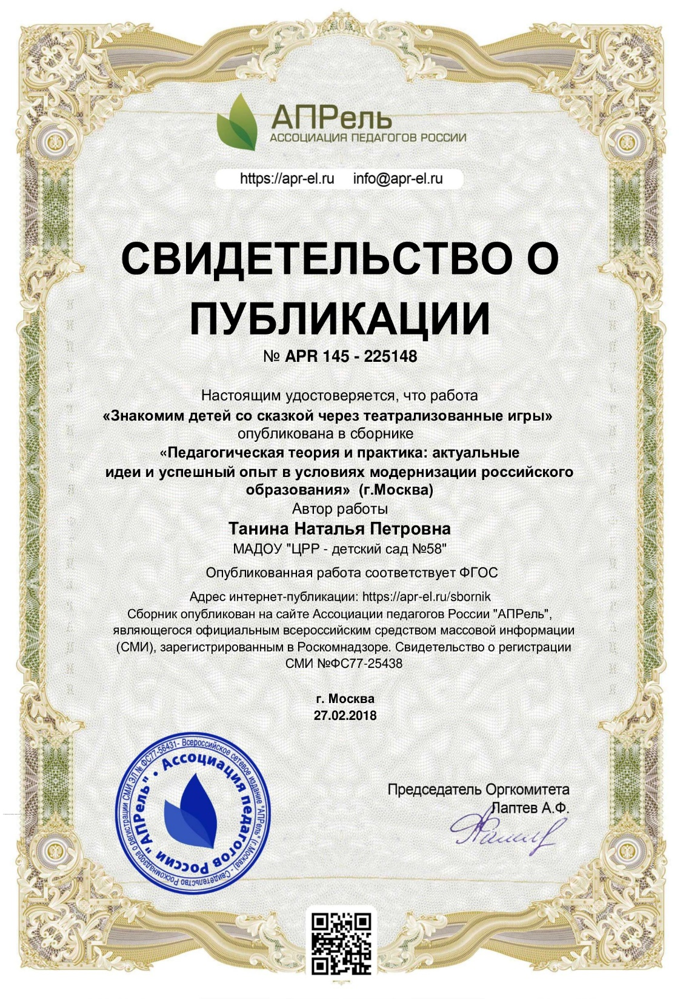 АПРель
АССОЦИАЦИЯ ПЕДАГОГОВ РОССИИ
https://apr-el.ru info@apr-el.ru
СВИДЕТЕЛЬСТВО О
ПУБЛИКАЦИИ
№ APR 145 - 225148
Настоящим удостоверяется, что работа
«Знакомим детей со сказкой через театрализованные игры»
опубликована в сборнике
«Педагогическая теория и практика: актуальные
идеи и успешный опыт в условиях модернизации российского
образования» (г.Москва)
Автор работы
Танина Наталья Петровна
МАДОУ "ЦРР - детский сад №58"
Опубликованная работа соответствует ФГОС
Адрес интернет-публикации: https://apr-el.ru/sbornik
Сборник опубликован на сайте Ассоциации педагогов России "АПРель",
являющегося официальным всероссийским средством массовой информации
(СМИ), зарегистрированным в Роскомнадзоре. Свидетельство о регистрации
СМИ №ФС77-25438
г. Москва
27.02.2018
Ассоциация педагогов России "АПРель" •
Всероссийское сетевое издание "АПРель" (г.Москва) - Свидетельство Роскомнадзора о регистрации СМИ ЭЛ № ФС77-56431-
Председатель Оргкомитета
Лаптев А.Ф.